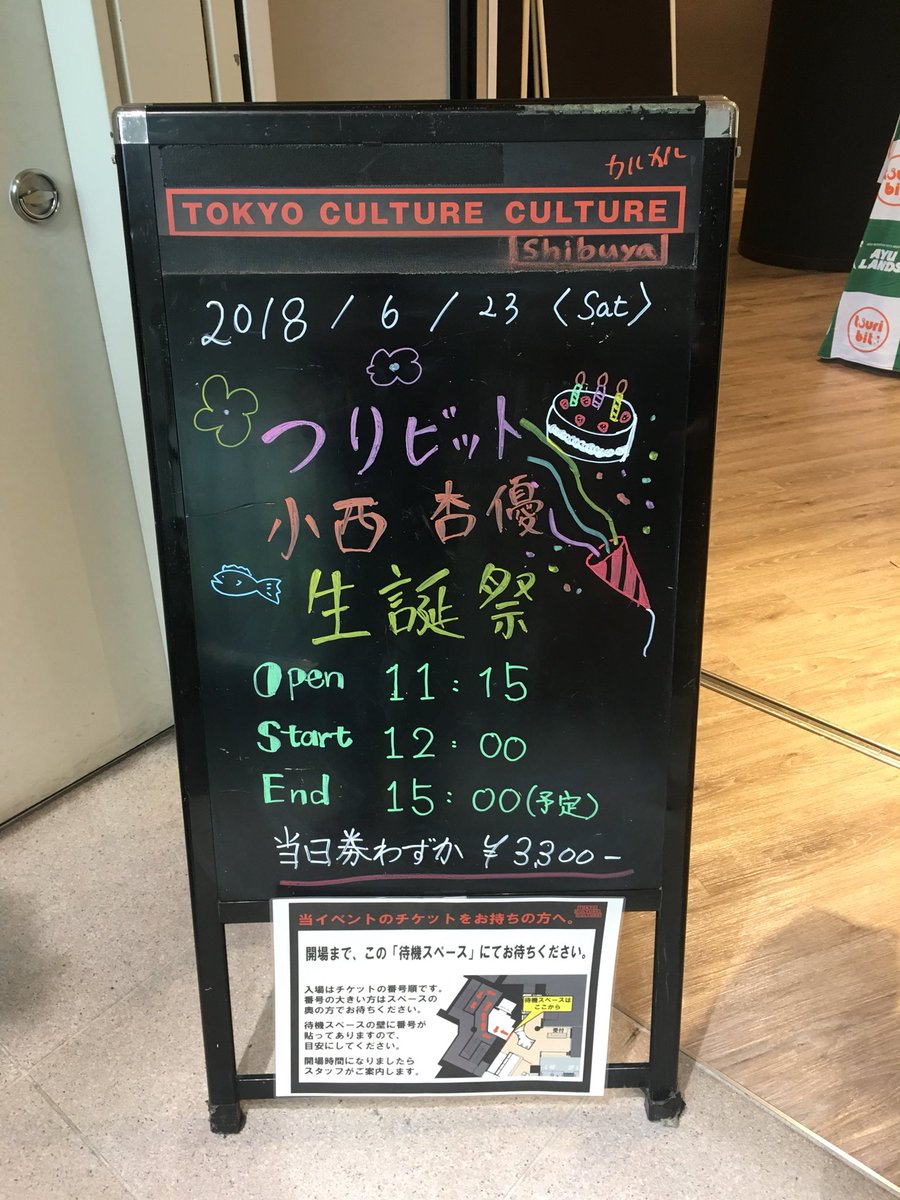 カルカル
TOKYO CULTURE CULTURE
Shibuya
2018 / 6 / 23 〈Sat〉
つりビット
小西 杏優
生誕祭
Open 11:15
Start 12:00
End 15:00(予定)
当日券わずか ¥3,300-
当イベントのチケットをお持ちの方へ。
開場まで、この「待機スペース」にてお待ちください。
入場はチケットの番号順です。
番号の大きい方はスペースの
奥の方でお待ちください。
待機スペースの壁に番号が
貼ってありますので、
目安にしてください。
開場時間になりましたら
スタッフがご案内します。
待機スペースは
ここから
受付
tsuri
bit
AYU
LANDS
tsuri
bit